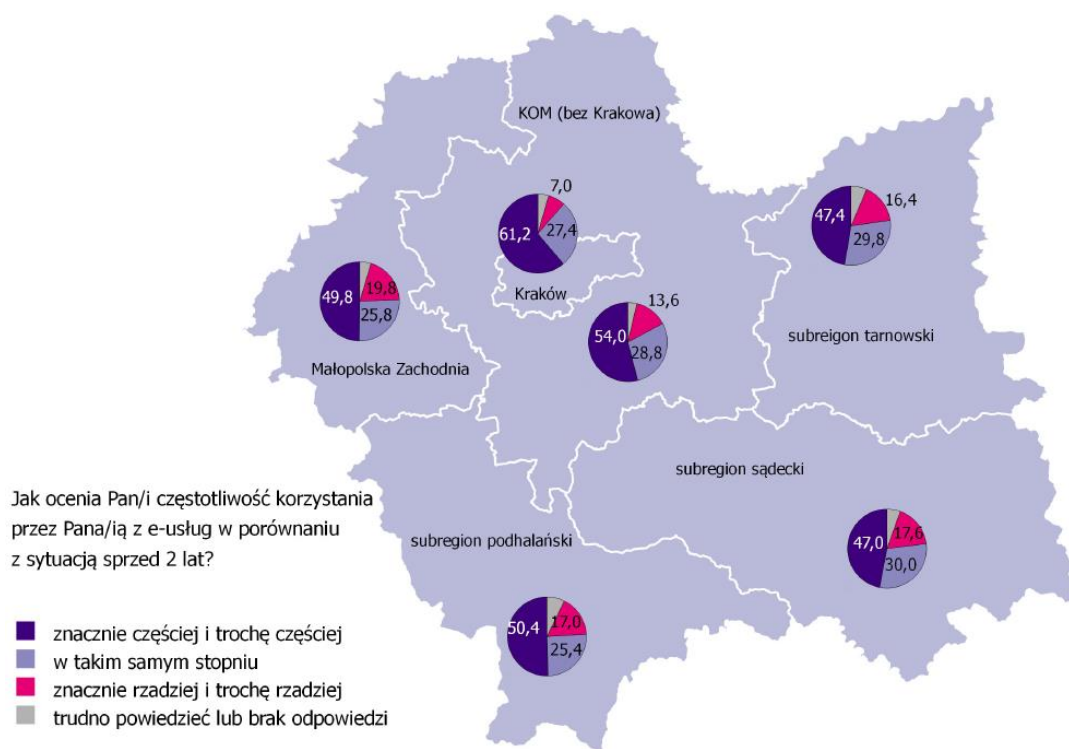 KOM (bez Krakowa)
7,0
61,2
27,4
Kraków
47,4
16,4
29,8
subreigon tarnowski
49,8
19,8
25,8
Małopolska Zachodnia
13,6
54,0
28,8
subregion sądecki
47,0
17,6
30,0
subregion podhalański
50,4
17,0
25,4
Jak ocenia Pan/i częstotliwość korzystania
przez Pana/ią z e-usług w porównaniu
z sytuacją sprzed 2 lat?
znacznie częściej i trochę częściej
w takim samym stopniu
znacznie rzadziej i trochę rzadziej
trudno powiedzieć lub brak odpowiedzi